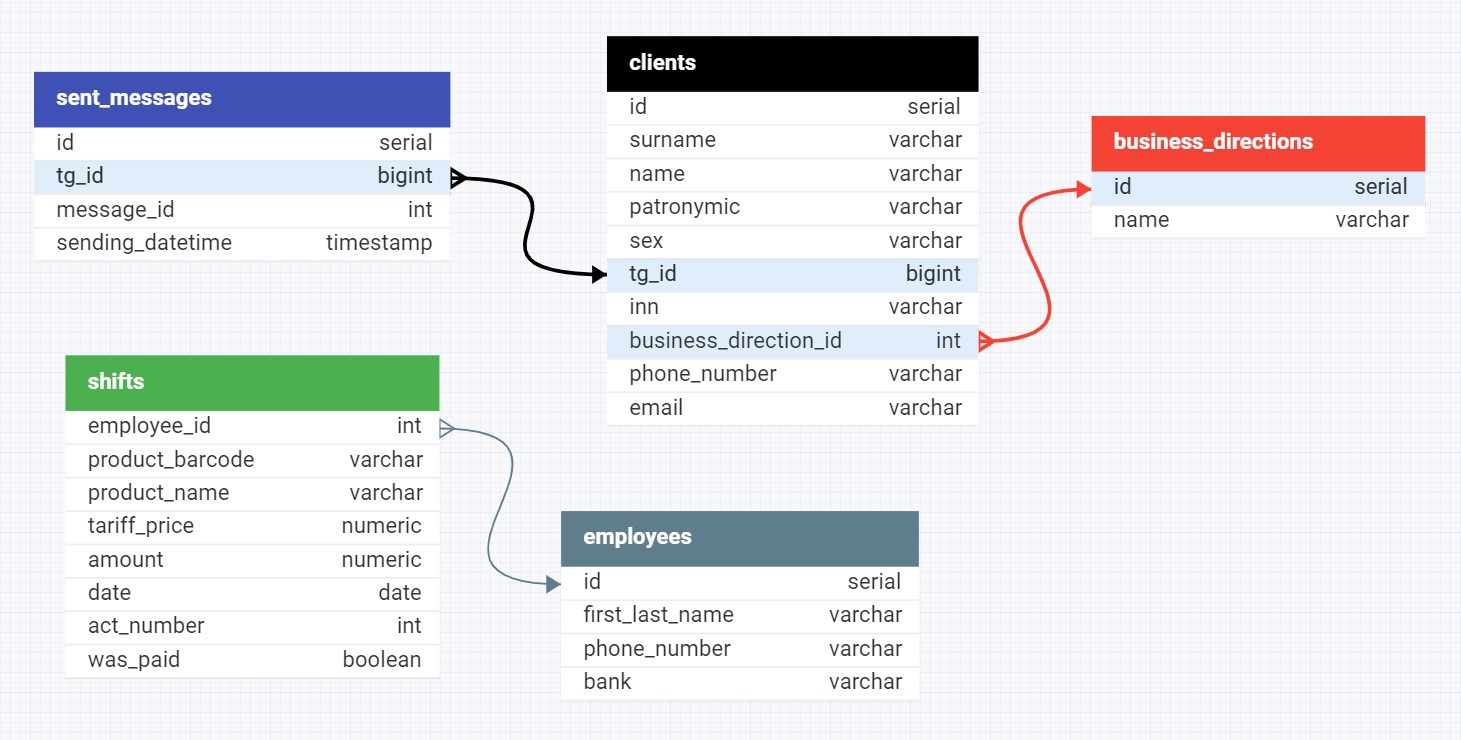 sent_messages
id serial
tg_id bigint
message_id int
sending_datetime timestamp
clients
id serial
surname varchar
name varchar
patronymic varchar
sex varchar
tg_id bigint
inn varchar
business_direction_id int
phone_number varchar
email varchar
business_directions
id serial
name varchar
shifts
employee_id int
product_barcode varchar
product_name varchar
tariff_price numeric
amount numeric
date date
act_number int
was_paid boolean
employees
id serial
first_last_name varchar
phone_number varchar
bank varchar